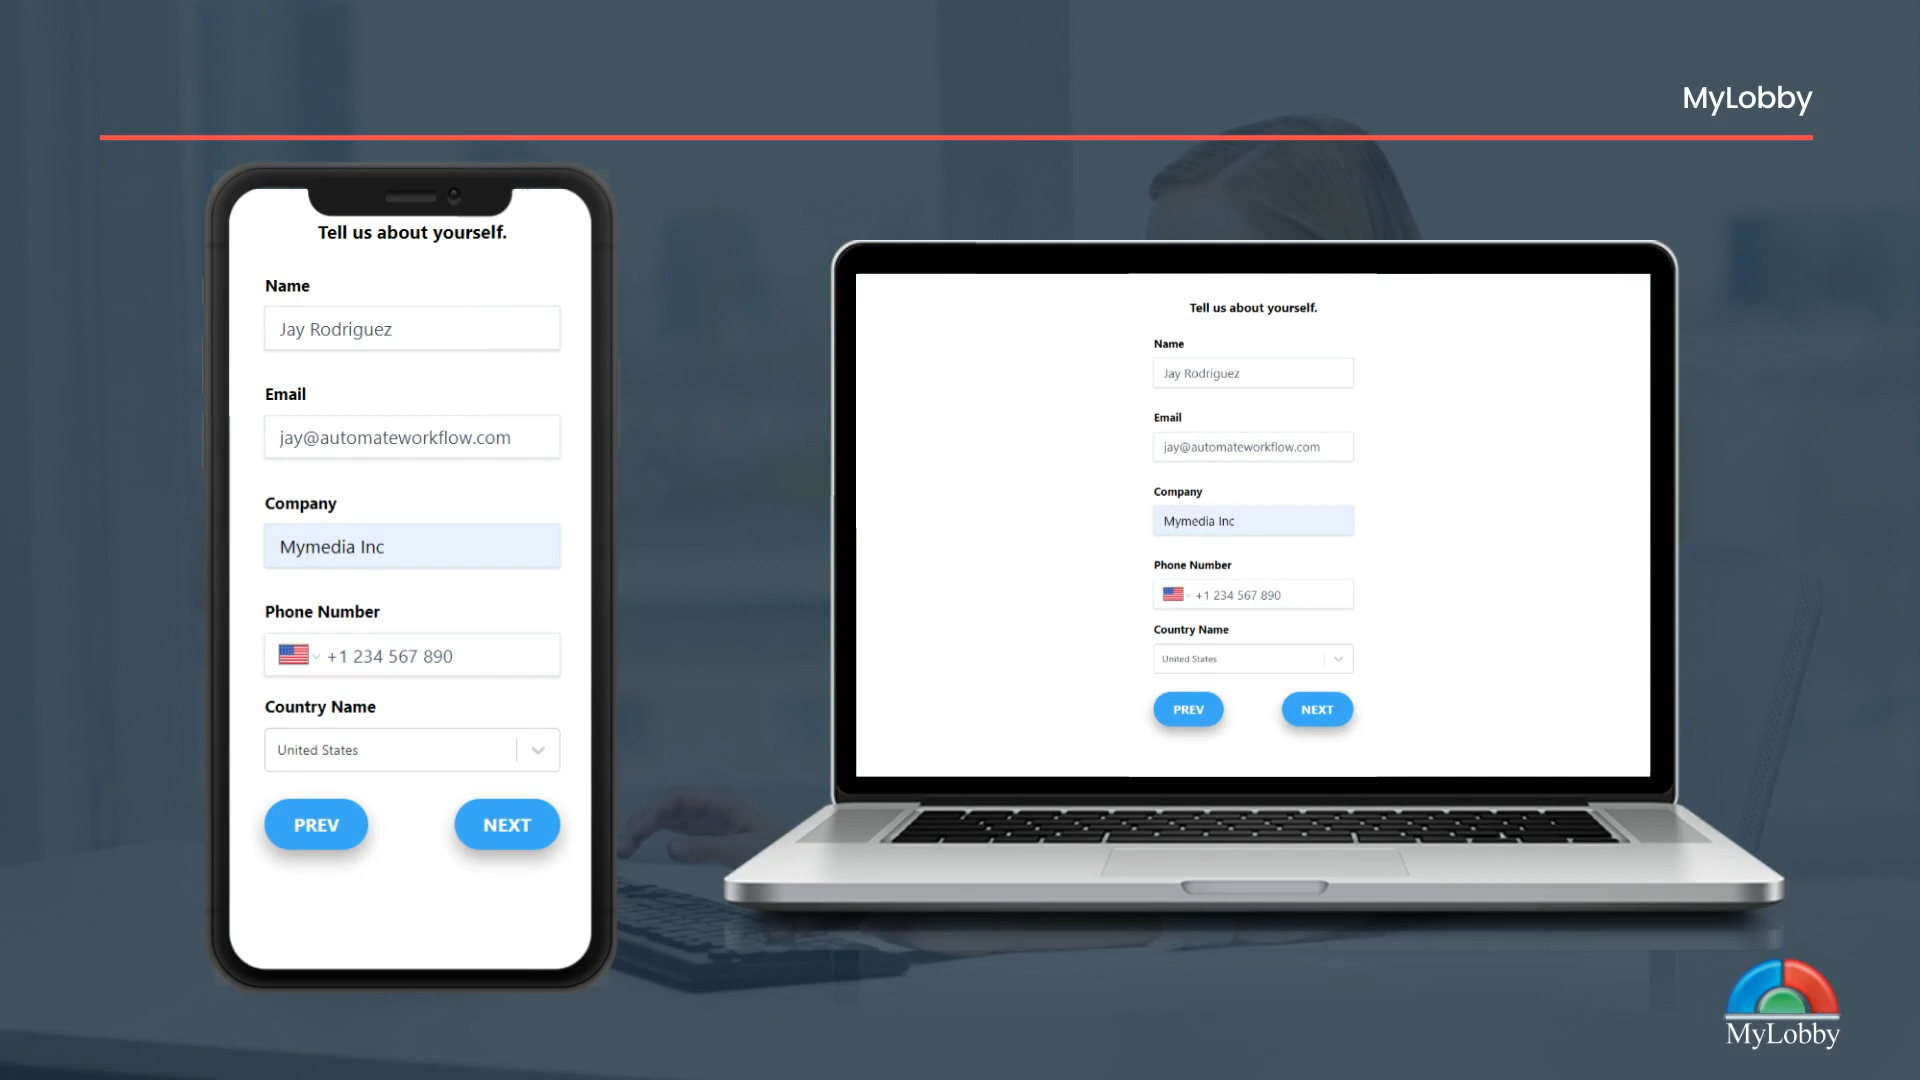 MyLobby
Tell us about yourself.
Name
Jay Rodriguez
Email
jay@automateworkflow.com
Company
Mymedia Inc
Phone Number
+1 234 567 890
Country Name
United States
PREV
NEXT
Tell us about yourself.
Name
Jay Rodriguez
Email
jay@automateworkflow.com
Company
Mymedia Inc
Phone Number
+1 234 567 890
Country Name
United States
PREV
NEXT
MyLobby